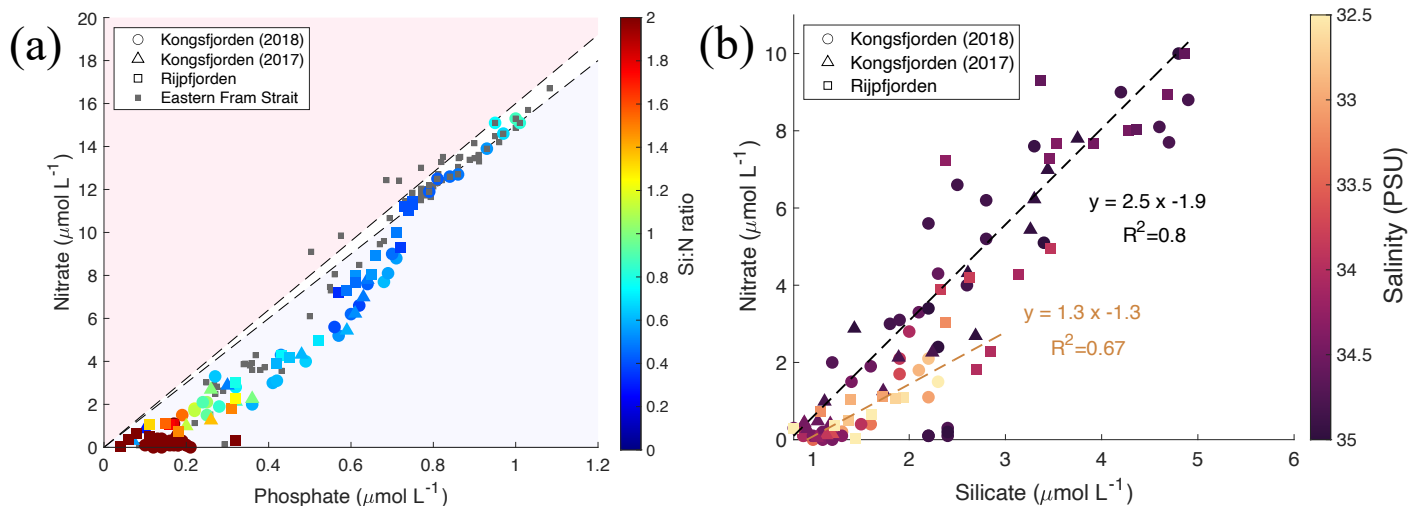 (a)
20
18
16
14
12
10
8
6
4
2
0
Nitrate (μmol L⁻¹)
Kongsfjorden (2018)
Kongsfjorden (2017)
Rijpfjorden
Eastern Fram Strait
0
0.2
0.4
0.6
0.8
1
1.2
Phosphate (μmol L⁻¹)
2
1.8
1.6
1.4
1.2
1
0.8
0.6
0.4
0.2
0
Si:N ratio
(b)
10
8
6
4
2
0
Nitrate (μmol L⁻¹)
Kongsfjorden (2018)
Kongsfjorden (2017)
Rijpfjorden
y = 2.5 x -1.9
R²=0.8
y = 1.3 x -1.3
R²=0.67
1
2
3
4
5
6
Silicate (μmol L⁻¹)
32.5
33
33.5
34
34.5
35
Salinity (PSU)